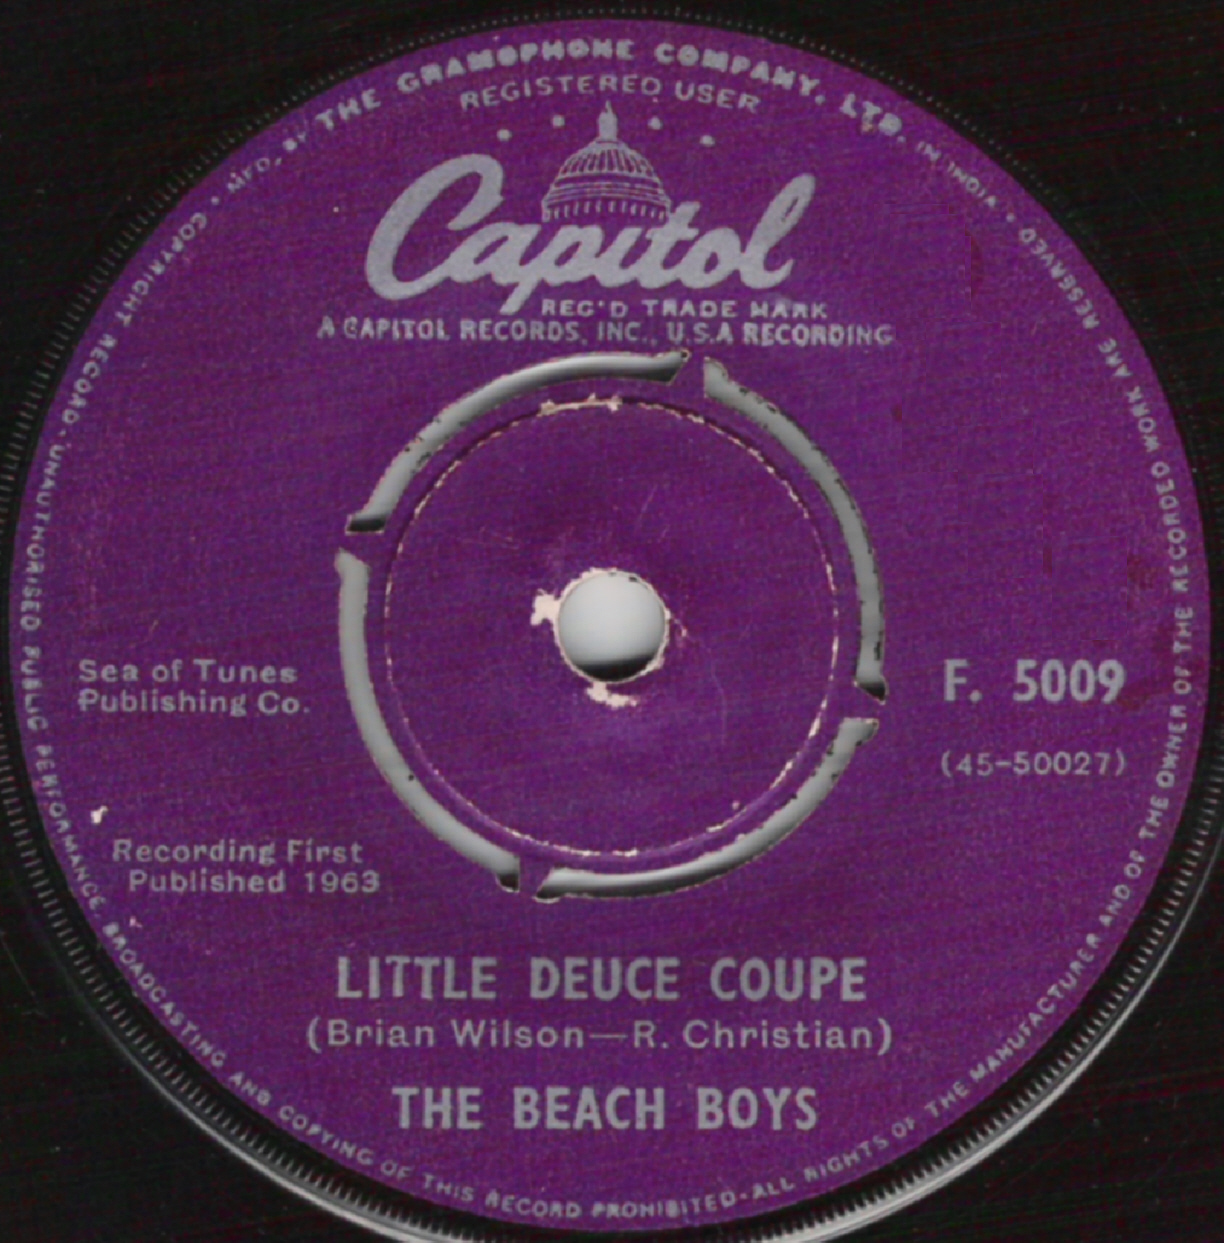 MFD. BY THE GRAMOPHONE COMPANY, LTD. IN INDIA •
REGISTERED USER
Capitol
REG'D TRADE MARK
A CAPITOL RECORDS, INC., U.S.A RECORDING
Sea of Tunes
Publishing Co.
F. 5009
(45-50027)
Recording First
Published 1963
LITTLE DEUCE COUPE
(Brian Wilson—R. Christian)
THE BEACH BOYS
COPYRIGHT RECORD-UNAUTHORISED PUBLIC PERFORMANCE BROADCASTING AND COPYING OF THIS RECORD PROHIBITED-ALL RIGHTS OF THE MANUFACTURER AND OF THE OWNER OF THE RECORDED WORK ARE RESERVED